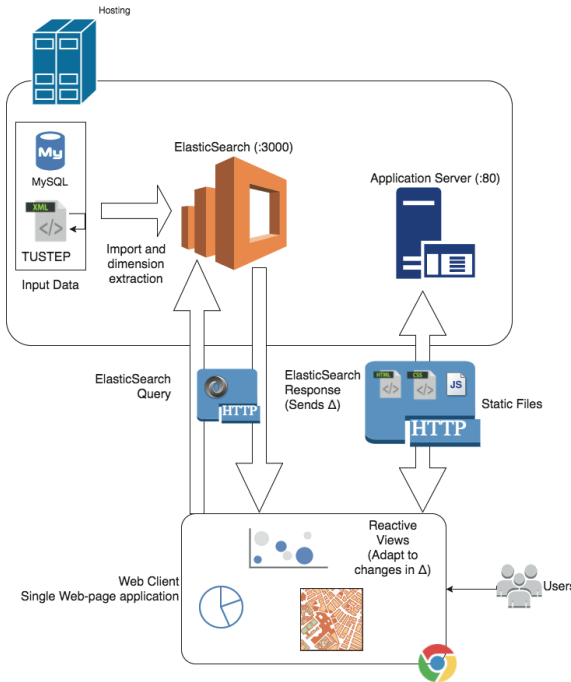 Hosting
ElasticSearch (:3000)
My
MySQL
XML
</>
TUSTEP
Input Data
Import and
dimension
extraction
Application Server (:80)
ElasticSearch
Query
HTTP
ElasticSearch
Response
(Sends Δ)
HTML
</>
CSS
</>
JS
HTTP
Static Files
Reactive
Views
(Adapt to
changes in Δ)
Web Client
Single Web-page application
Users